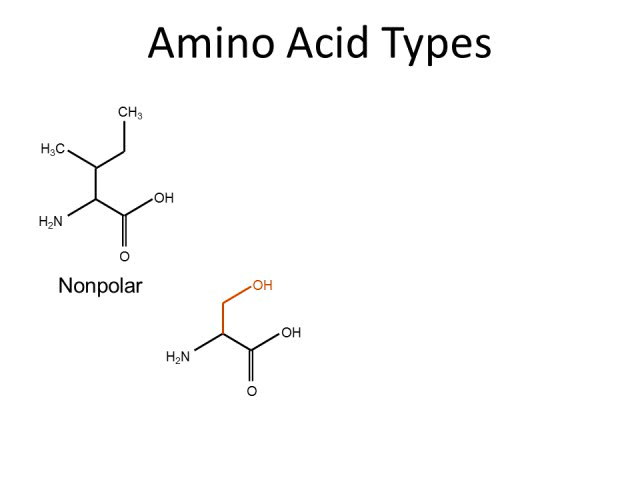 Amino Acid Types
CH₃
H₃C
OH
H₂N
O
Nonpolar
OH
OH
H₂N
O